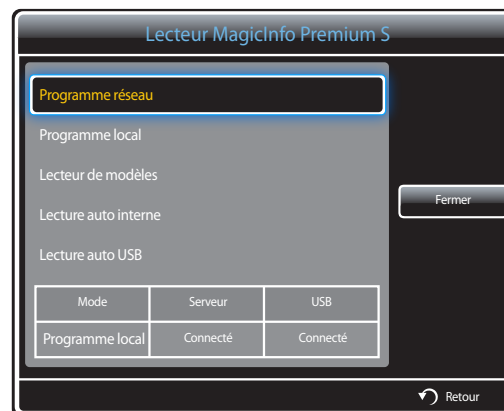 Lecteur MagicInfo Premium S
Programme réseau
Programme local
Lecteur de modèles
Lecture auto interne
Lecture auto USB
Fermer
Mode Serveur USB
Programme local Connecté Connecté
Retour